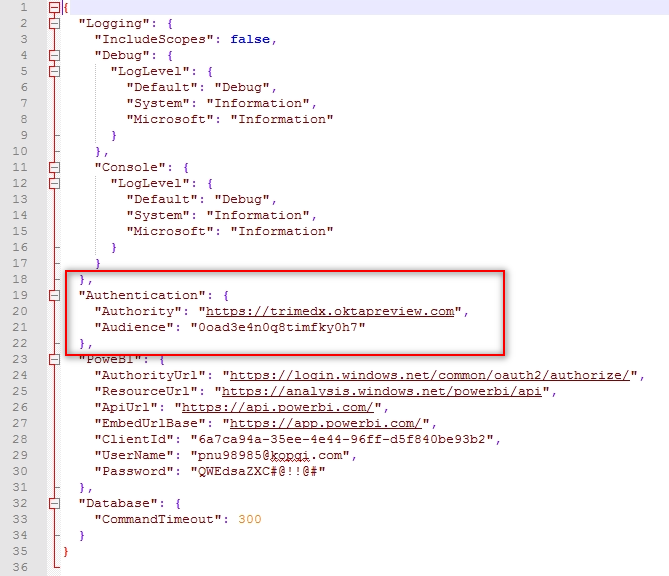 1 {
2 "Logging": {
3 "IncludeScopes": false,
4 "Debug": {
5 "LogLevel": {
6 "Default": "Debug",
7 "System": "Information",
8 "Microsoft": "Information"
9 }
10 },
11 "Console": {
12 "LogLevel": {
13 "Default": "Debug",
14 "System": "Information",
15 "Microsoft": "Information"
16 }
17 }
18 },
19 "Authentication": {
20 "Authority": "https://trimedx.oktapreview.com",
21 "Audience": "0oad3e4n0q8timfky0h7"
22 },
23 "PoweBI": {
24 "AuthorityUrl": "https://login.windows.net/common/oauth2/authorize/",
25 "ResourceUrl": "https://analysis.windows.net/powerbi/api",
26 "ApiUrl": "https://api.powerbi.com/",
27 "EmbedUrlBase": "https://app.powerbi.com/",
28 "ClientId": "6a7ca94a-35ee-4e44-96ff-d5f840be93b2",
29 "UserName": "pnu98985@kopqi.com",
30 "Password": "QWEdsaZXC#@!!@#"
31 },
32 "Database": {
33 "CommandTimeout": 300
34 }
35 }
36